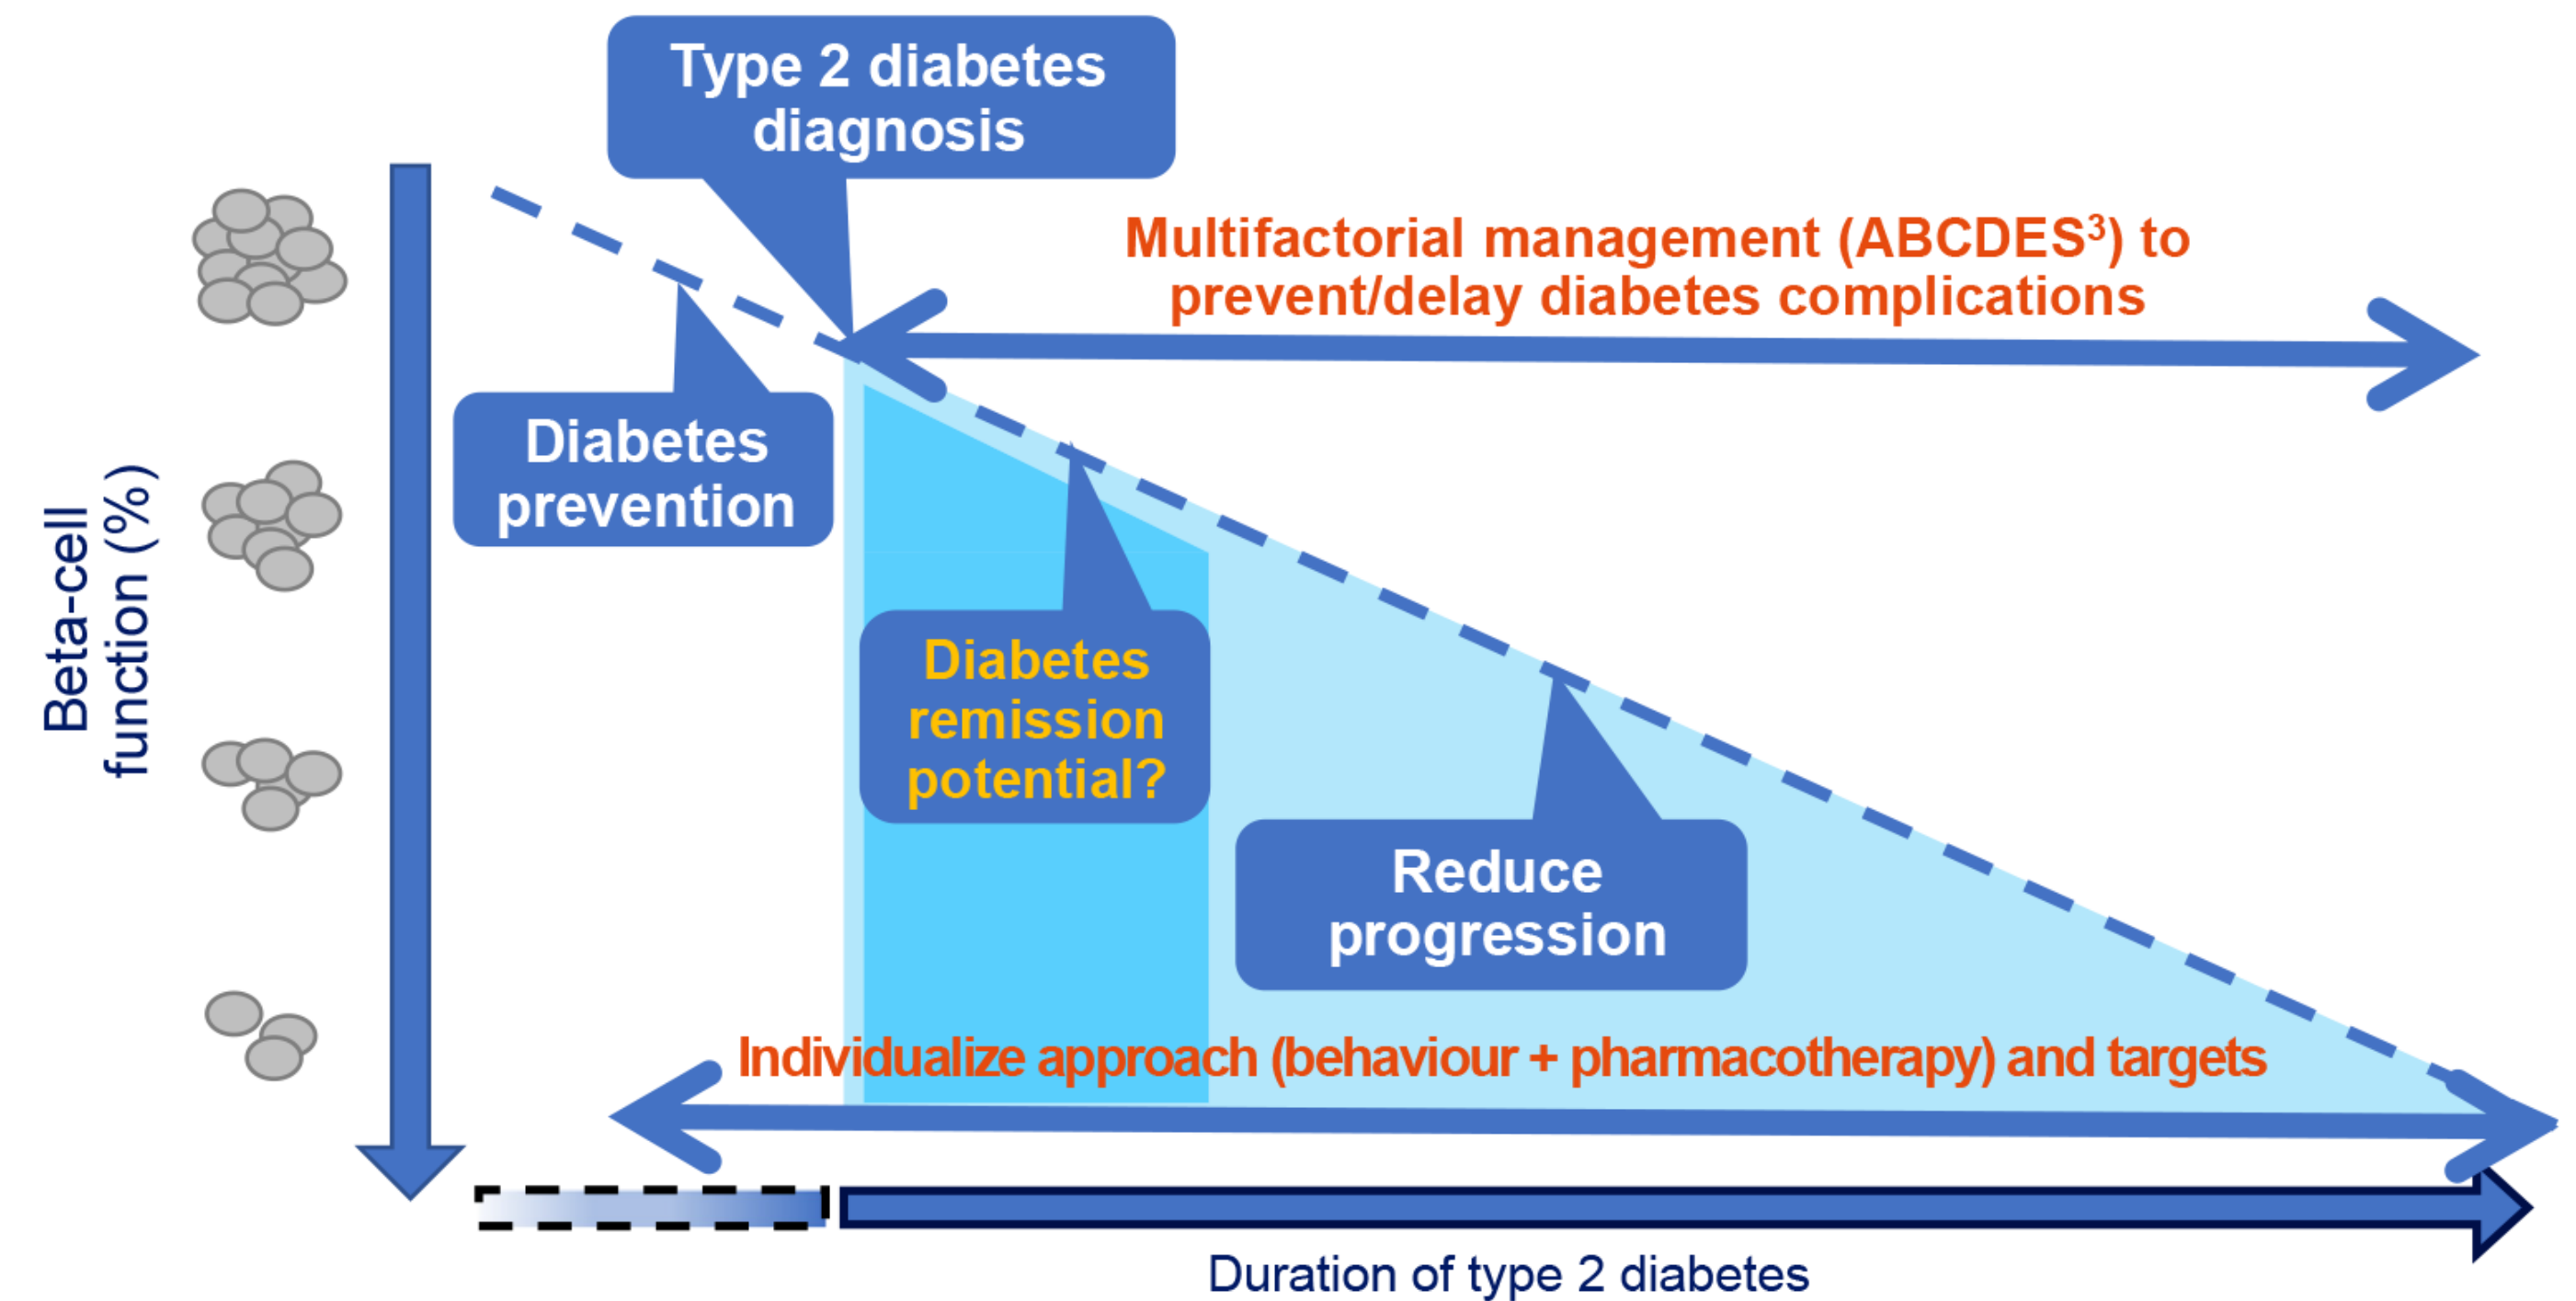 Type 2 diabetes
diagnosis
Multifactorial management (ABCDES³) to
prevent/delay diabetes complications
Diabetes
prevention
Beta-cell
function (%)
Diabetes
remission
potential?
Reduce
progression
Individualize approach (behaviour + pharmacotherapy) and targets
Duration of type 2 diabetes